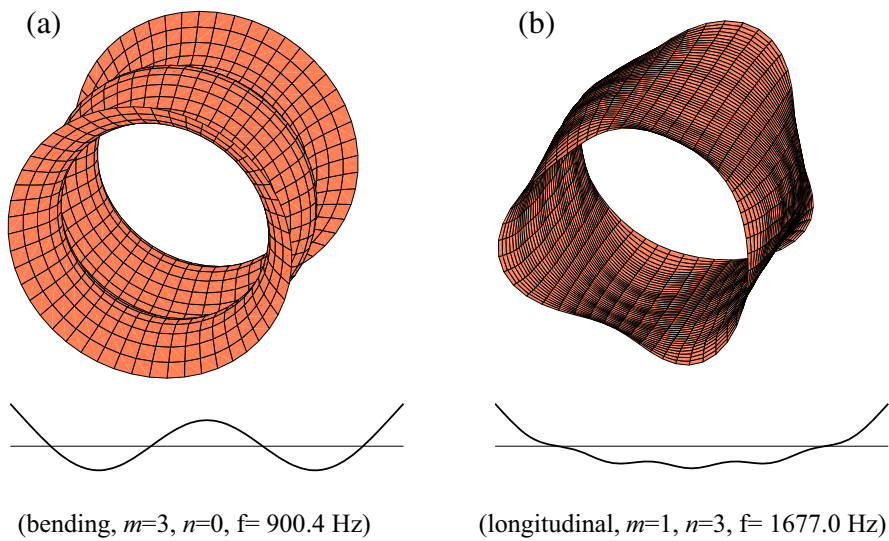 (a)
(b)
(bending, m=3, n=0, f= 900.4 Hz)
(longitudinal, m=1, n=3, f= 1677.0 Hz)